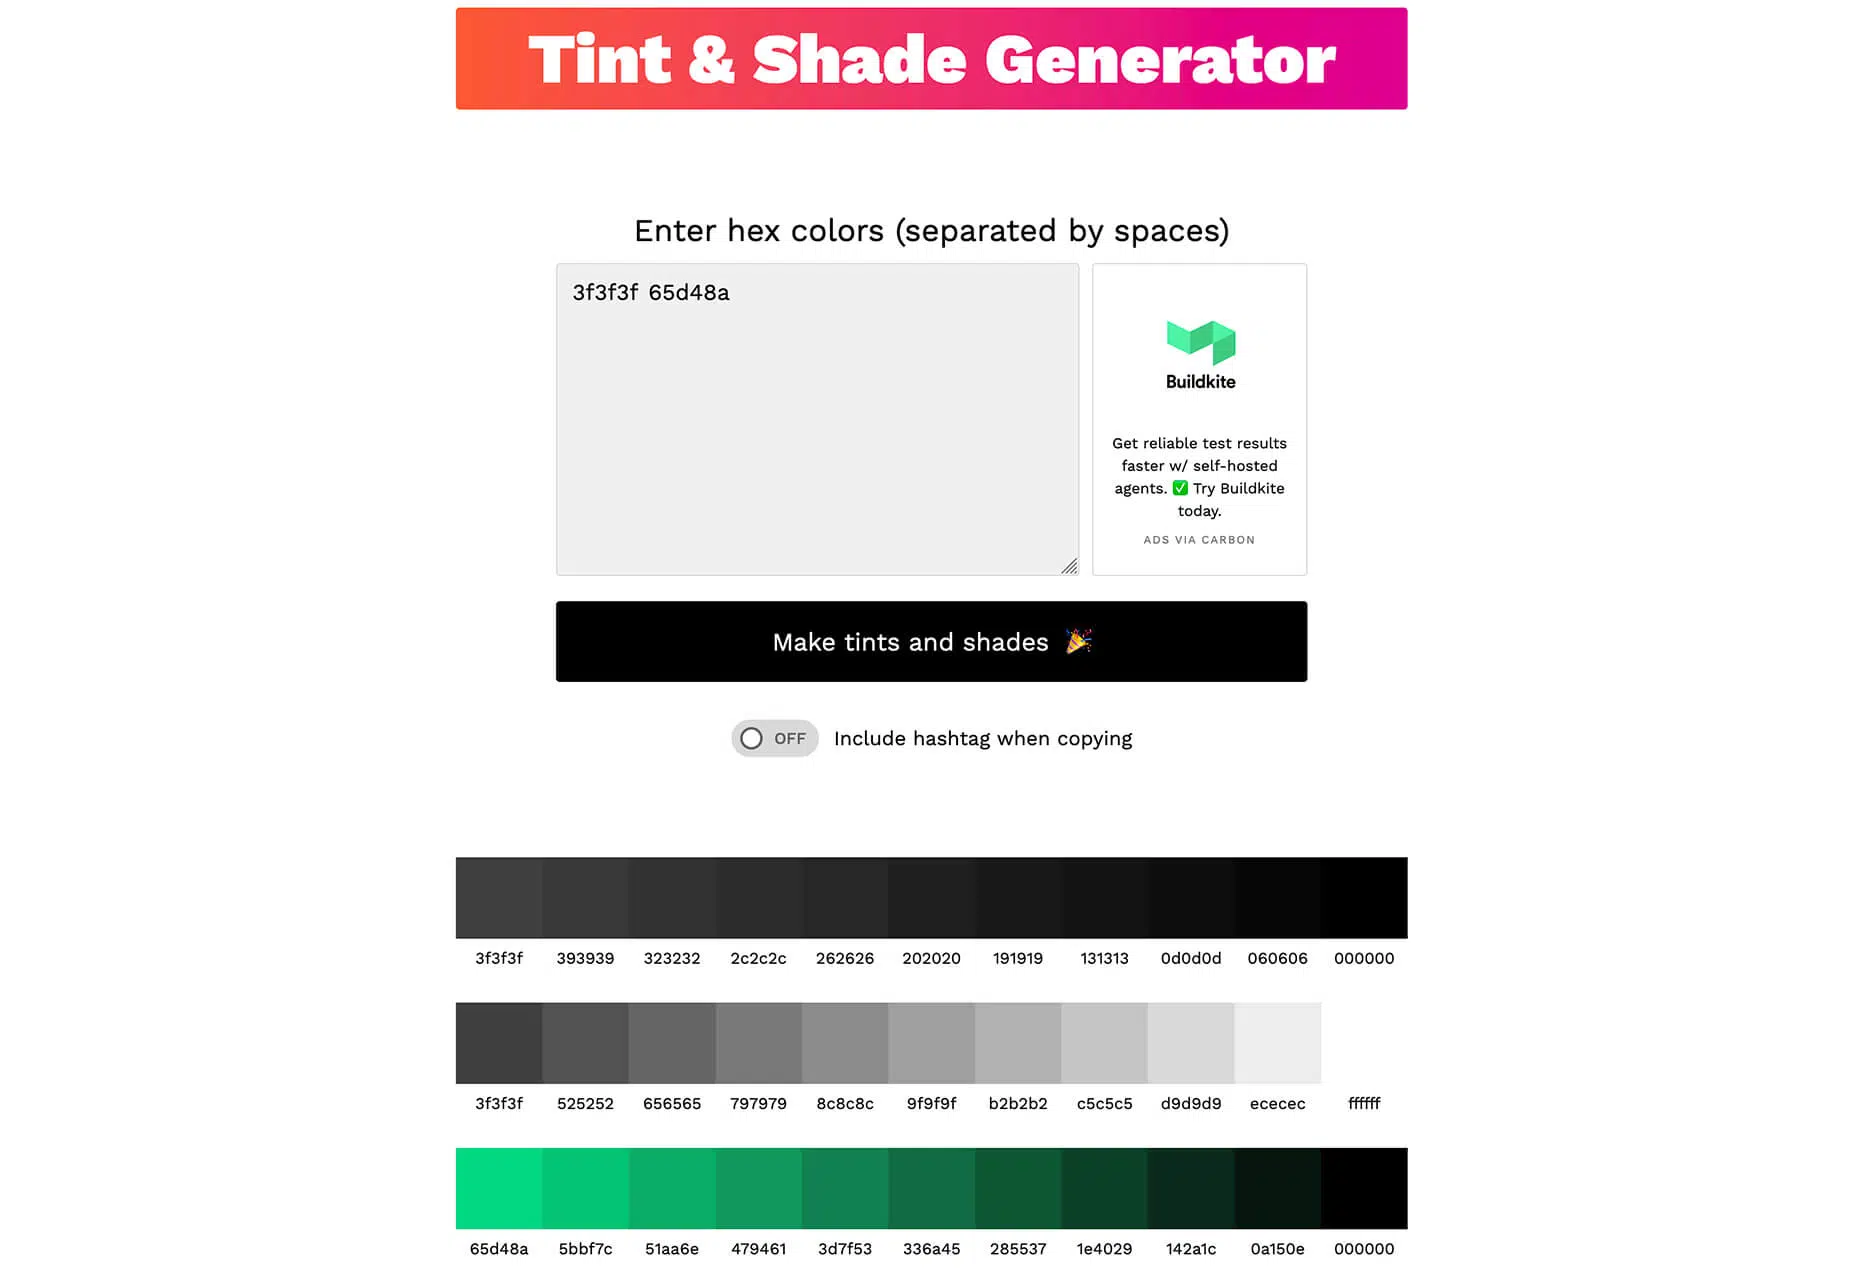 Tint & Shade Generator
Enter hex colors (separated by spaces)
3f3f3f 65d48a
Buildkite
Get reliable test results
faster w/ self-hosted
agents. ✅ Try Buildkite
today.
ADS VIA CARBON
Make tints and shades 🎉
OFF Include hashtag when copying
3f3f3f 393939 323232 2c2c2c 262626 202020 191919 131313 0d0d0d 060606 000000
3f3f3f 525252 656565 797979 8c8c8c 9f9f9f b2b2b2 c5c5c5 d9d9d9 ececec ffffff
65d48a 5bbf7c 51aa6e 479461 3d7f53 336a45 285537 1e4029 142a1c 0a150e 000000